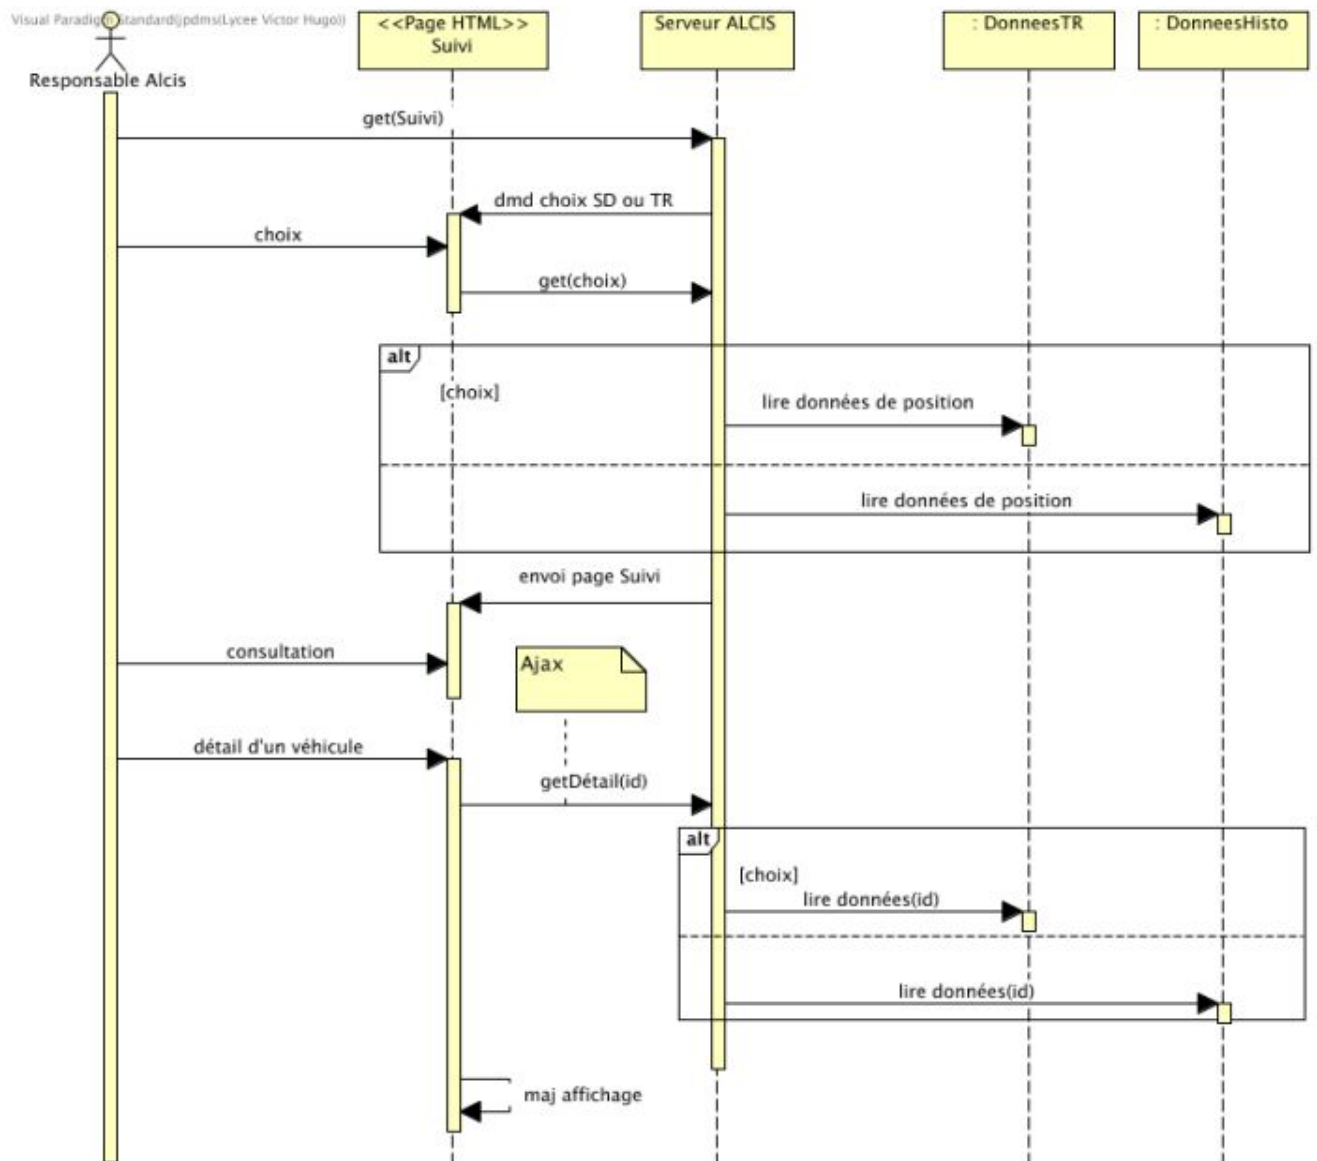 Visual Paradigm Standard(jpdms(Lycee Victor Hugo))
Responsable Alcis
<<Page HTML>>
Suivi
Serveur ALCIS
: DonneesTR
: DonneesHisto
get(Suivi)
dmd choix SD ou TR
choix
get(choix)
alt
[choix]
lire données de position
lire données de position
envoi page Suivi
consultation
Ajax
détail d'un véhicule
getDétail(id)
alt
[choix]
lire données(id)
lire données(id)
maj affichage